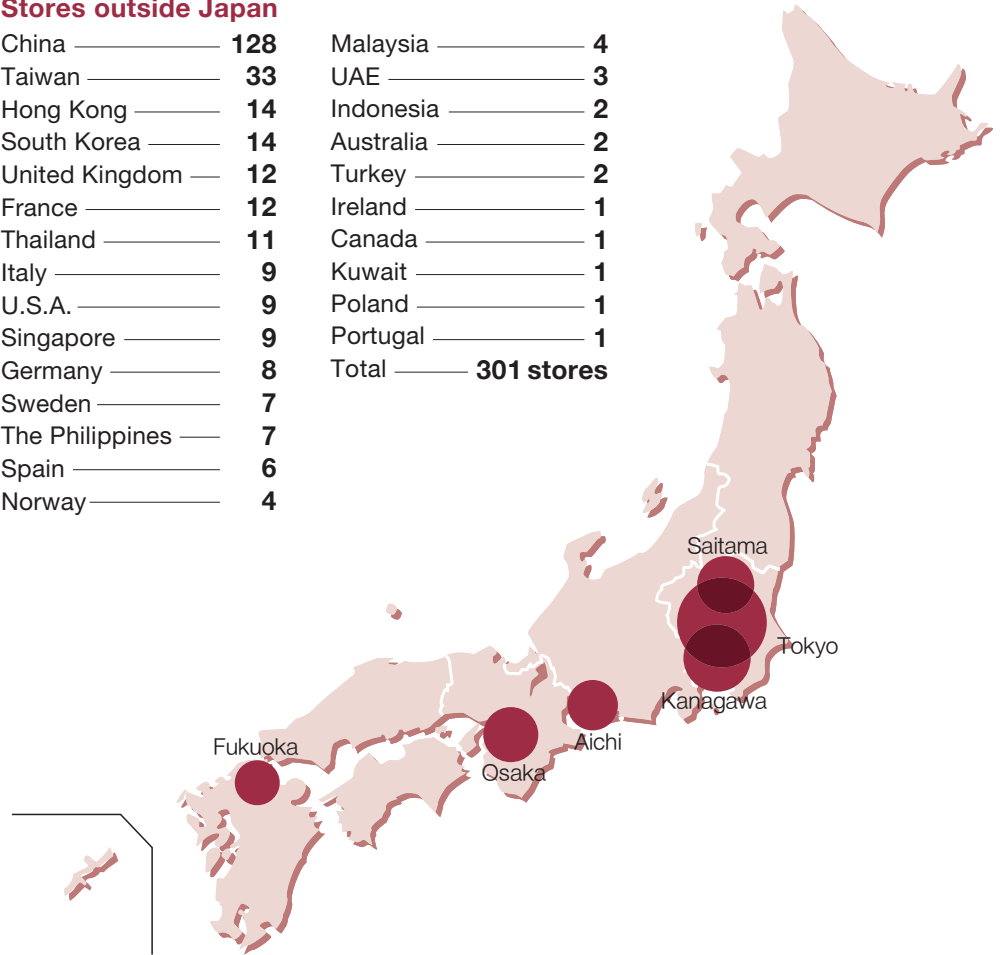 Stores outside Japan
China 128
Taiwan 33
Hong Kong 14
South Korea 14
United Kingdom 12
France 12
Thailand 11
Italy 9
U.S.A. 9
Singapore 9
Germany 8
Sweden 7
The Philippines 7
Spain 6
Norway 4
Malaysia 4
UAE 3
Indonesia 2
Australia 2
Turkey 2
Ireland 1
Canada 1
Kuwait 1
Poland 1
Portugal 1
Total 301 stores
Saitama
Tokyo
Kanagawa
Aichi
Osaka
Fukuoka